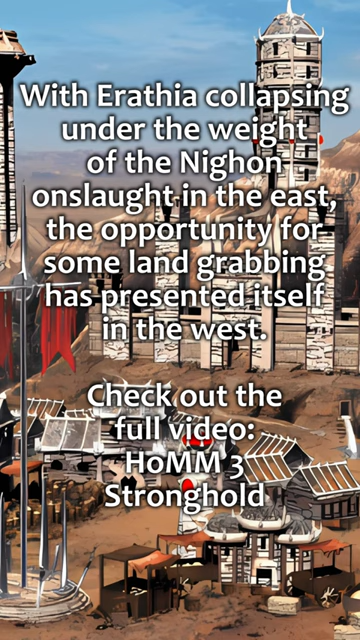 With Erathia collapsing
under the weight
of the Nighon
onslaught in the east,
the opportunity for
some land grabbing
has presented itself
in the west.
Check out the
full video:
HoMM 3
Stronghold